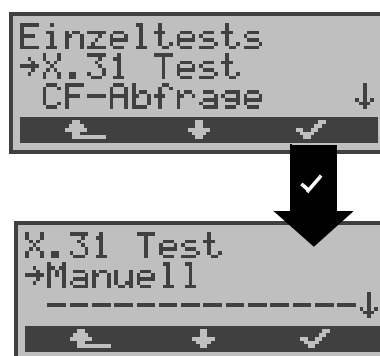 Einzeltests
→X.31 Test
CF-Abfrage ↓
X.31 Test
→Manuell
---------------↓